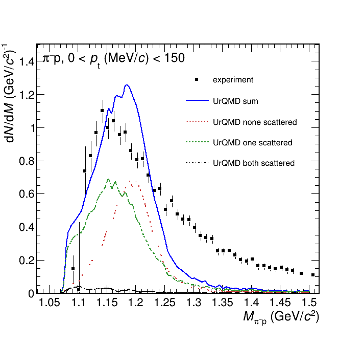 π⁻p, 0 < pₜ (MeV/c) < 150
dN/dM (GeV/c²)⁻¹
experiment
UrQMD sum
UrQMD none scattered
UrQMD one scattered
UrQMD both scattered
1.4
1.2
1
0.8
0.6
0.4
0.2
0
1.05 1.1 1.15 1.2 1.25 1.3 1.35 1.4 1.45 1.5
M_π⁻p (GeV/c²)